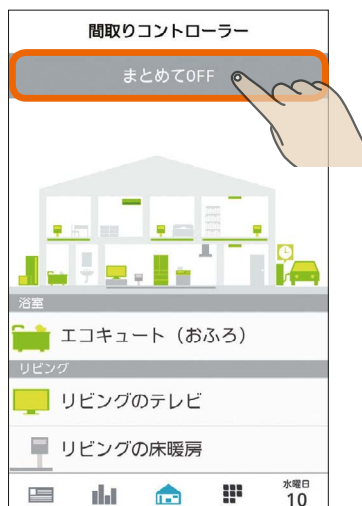 間取りコントローラー
まとめてOFF
浴室
エコキュート（おふろ）
リビング
リビングのテレビ
リビングの床暖房
水曜日
10